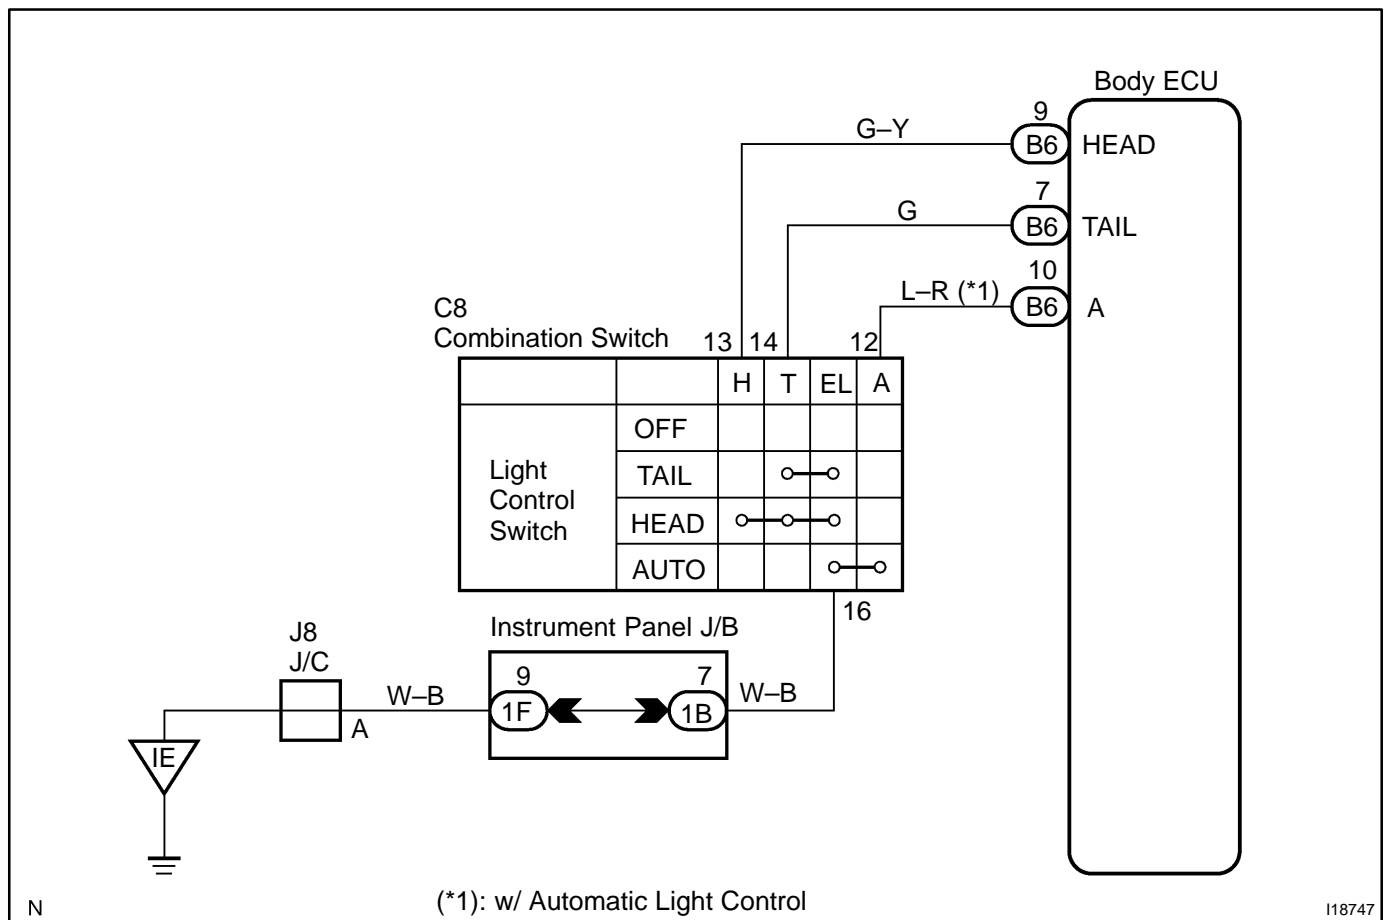 Body ECU
9
G–Y
B6
HEAD
7
G
B6
TAIL
10
L–R (*1)
B6
A
C8
Combination Switch
13
14
12
H
T
EL
A
Light
Control
Switch
OFF
TAIL
HEAD
AUTO
16
Instrument Panel J/B
J8
J/C
9
7
W–B
W–B
1F
1B
A
IE
(*1): w/ Automatic Light Control
N
I18747